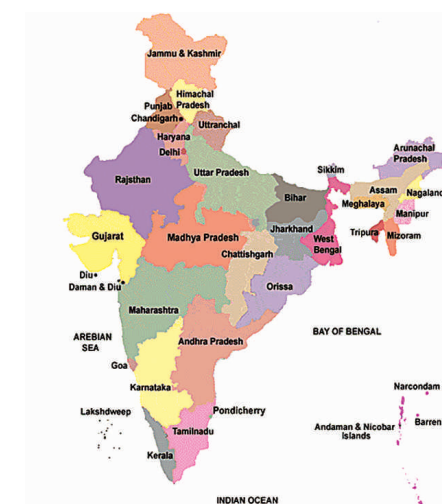 Jammu & Kashmir
Himachal
Pradesh
Punjab
Chandigarh
Uttranchal
Haryana
Delhi
Arunachal
Pradesh
Rajsthan
Uttar Pradesh
Sikkim
Assam
Nagaland
Bihar
Meghalaya
Manipur
Jharkhand
Tripura
Mizoram
Gujarat
Madhya Pradesh
West
Bengal
Chattishgarh
Diu
Daman & Diu
Orissa
Maharashtra
BAY OF BENGAL
AREBIAN
SEA
Andhra Pradesh
Goa
Karnataka
Narcondam
Lakshdweep
Pondicherry
Barren
Andaman & Nicobar
Islands
Tamilnadu
Kerala
INDIAN OCEAN